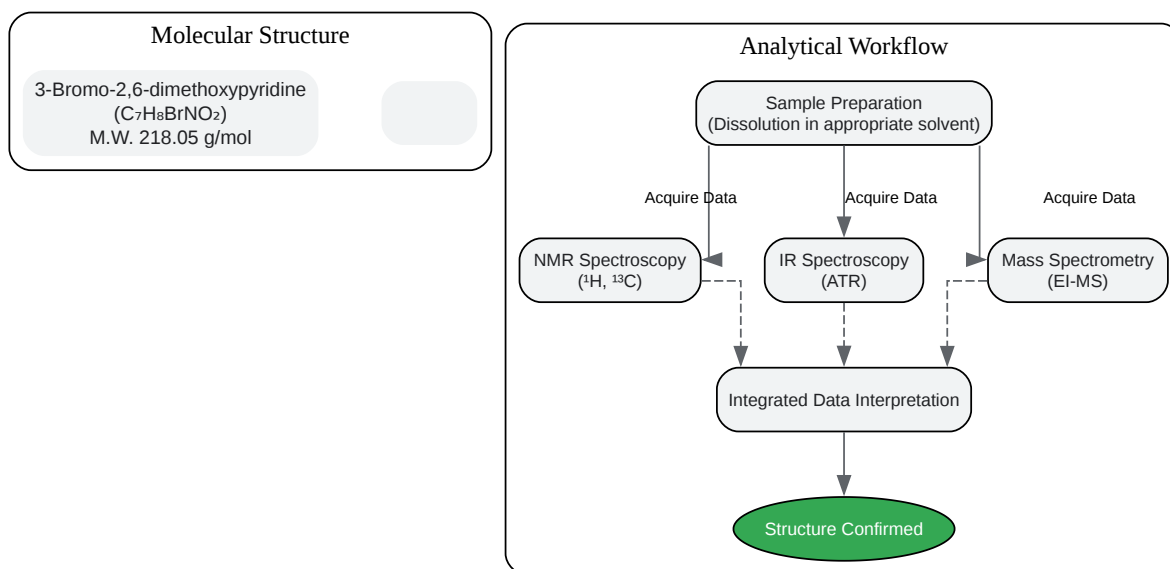 Molecular Structure
3-Bromo-2,6-dimethoxypyridine
(C₇H₈BrNO₂)
M.W. 218.05 g/mol
Analytical Workflow
Sample Preparation
(Dissolution in appropriate solvent)
Acquire Data
Acquire Data
Acquire Data
NMR Spectroscopy
(¹H, ¹³C)
IR Spectroscopy
(ATR)
Mass Spectrometry
(EI-MS)
Integrated Data Interpretation
Structure Confirmed